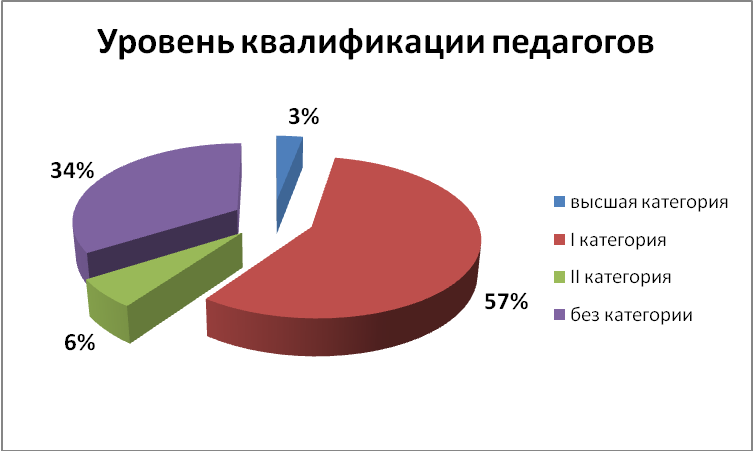 Уровень квалификации педагогов
3%
34%
57%
6%
высшая категория
I категория
II категория
без категории